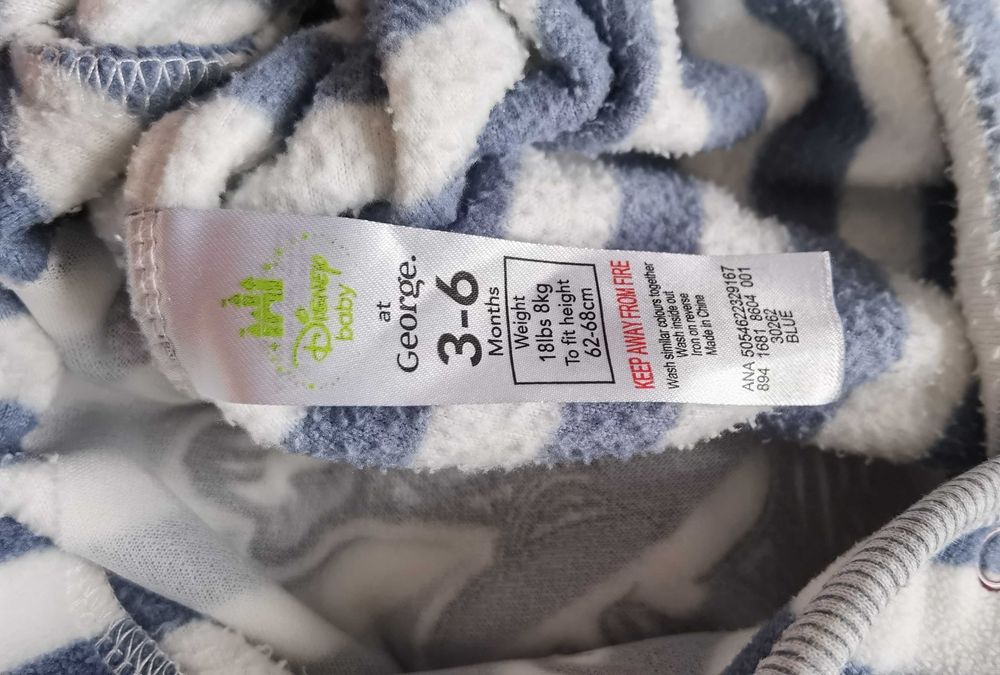 Disney
baby
at
George.
3-6
Months
Weight
18lbs 8kg
To fit height
62-68cm
KEEP AWAY FROM FIRE
Wash similar colours together
Wash inside out
Iron on reverse
Made in China
ANA 5054622329167
894 1681 8604 001
30262
BLUE